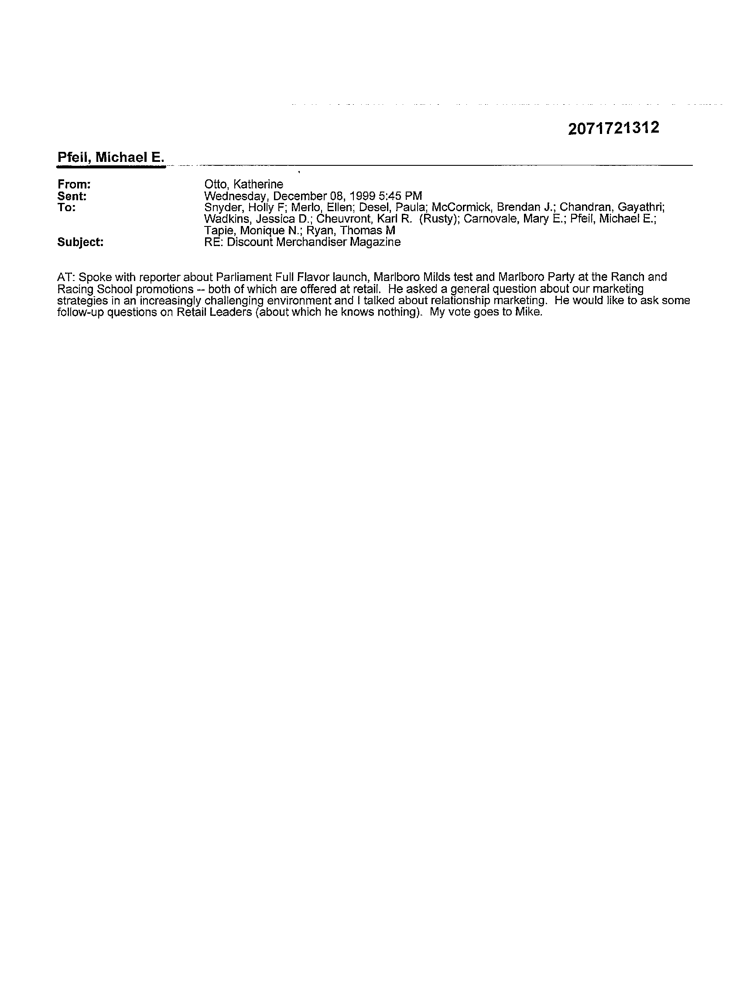 2071721312
Pfeil, Michael E.
From: Otto, Katherine
Sent: Wednesday, December 08, 1999 5:45 PM
To: Snyder, Holly F; Merlo, Ellen; Desel, Paula; McCormick, Brendan J.; Chandran, Gayathri;
Wadkins, Jessica D.; Cheuvront, Karl R. (Rusty); Carnovale, Mary E.; Pfeil, Michael E.;
Tapie, Monique N.; Ryan, Thomas M
Subject: RE: Discount Merchandiser Magazine
AT: Spoke with reporter about Parliament Full Flavor launch, Marlboro Milds test and Marlboro Party at the Ranch and
Racing School promotions -- both of which are offered at retail. He asked a general question about our marketing
strategies in an increasingly challenging environment and I talked about relationship marketing. He would like to ask some
follow-up questions on Retail Leaders (about which he knows nothing). My vote goes to Mike.